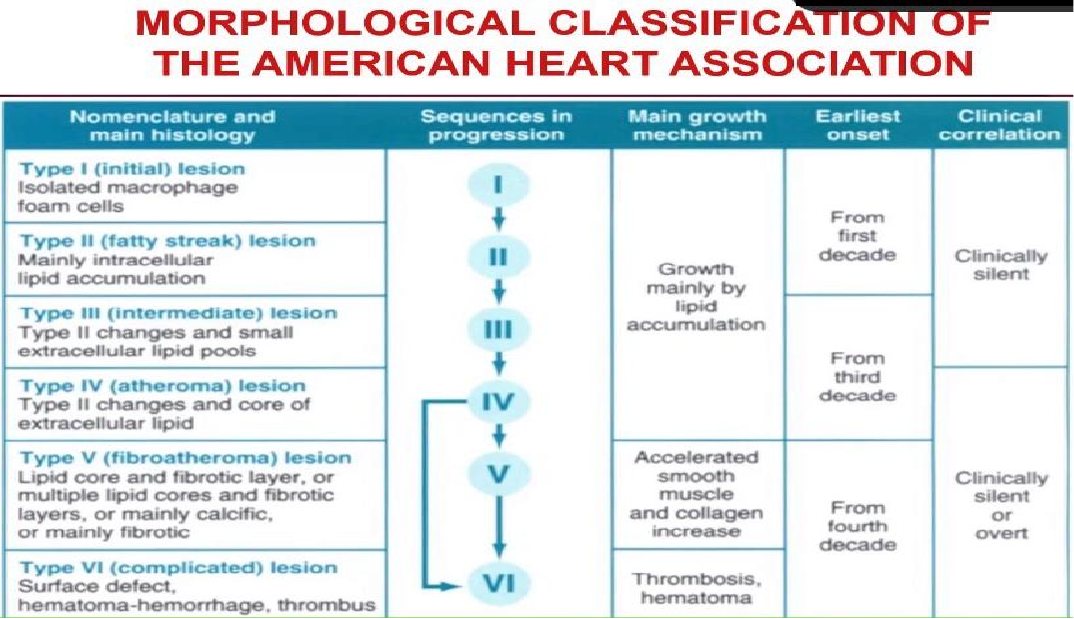 MORPHOLOGICAL CLASSIFICATION OF
THE AMERICAN HEART ASSOCIATION
Nomenclature and
main histology
Sequences in
progression
Main growth
mechanism
Earliest
onset
Clinical
correlation
Type I (initial) lesion
Isolated macrophage
foam cells
Type II (fatty streak) lesion
Mainly intracellular
lipid accumulation
Type III (intermediate) lesion
Type II changes and small
extracellular lipid pools
Type IV (atheroma) lesion
Type II changes and core of
extracellular lipid
Type V (fibroatheroma) lesion
Lipid core and fibrotic layer, or
multiple lipid cores and fibrotic
layers, or mainly calcific,
or mainly fibrotic
Type VI (complicated) lesion
Surface defect,
hematoma-hemorrhage, thrombus
I
II
III
IV
V
VI
Growth
mainly by
lipid
accumulation
Accelerated
smooth
muscle
and collagen
increase
Thrombosis,
hematoma
From
first
decade
From
third
decade
From
fourth
decade
Clinically
silent
Clinically
silent
or
overt